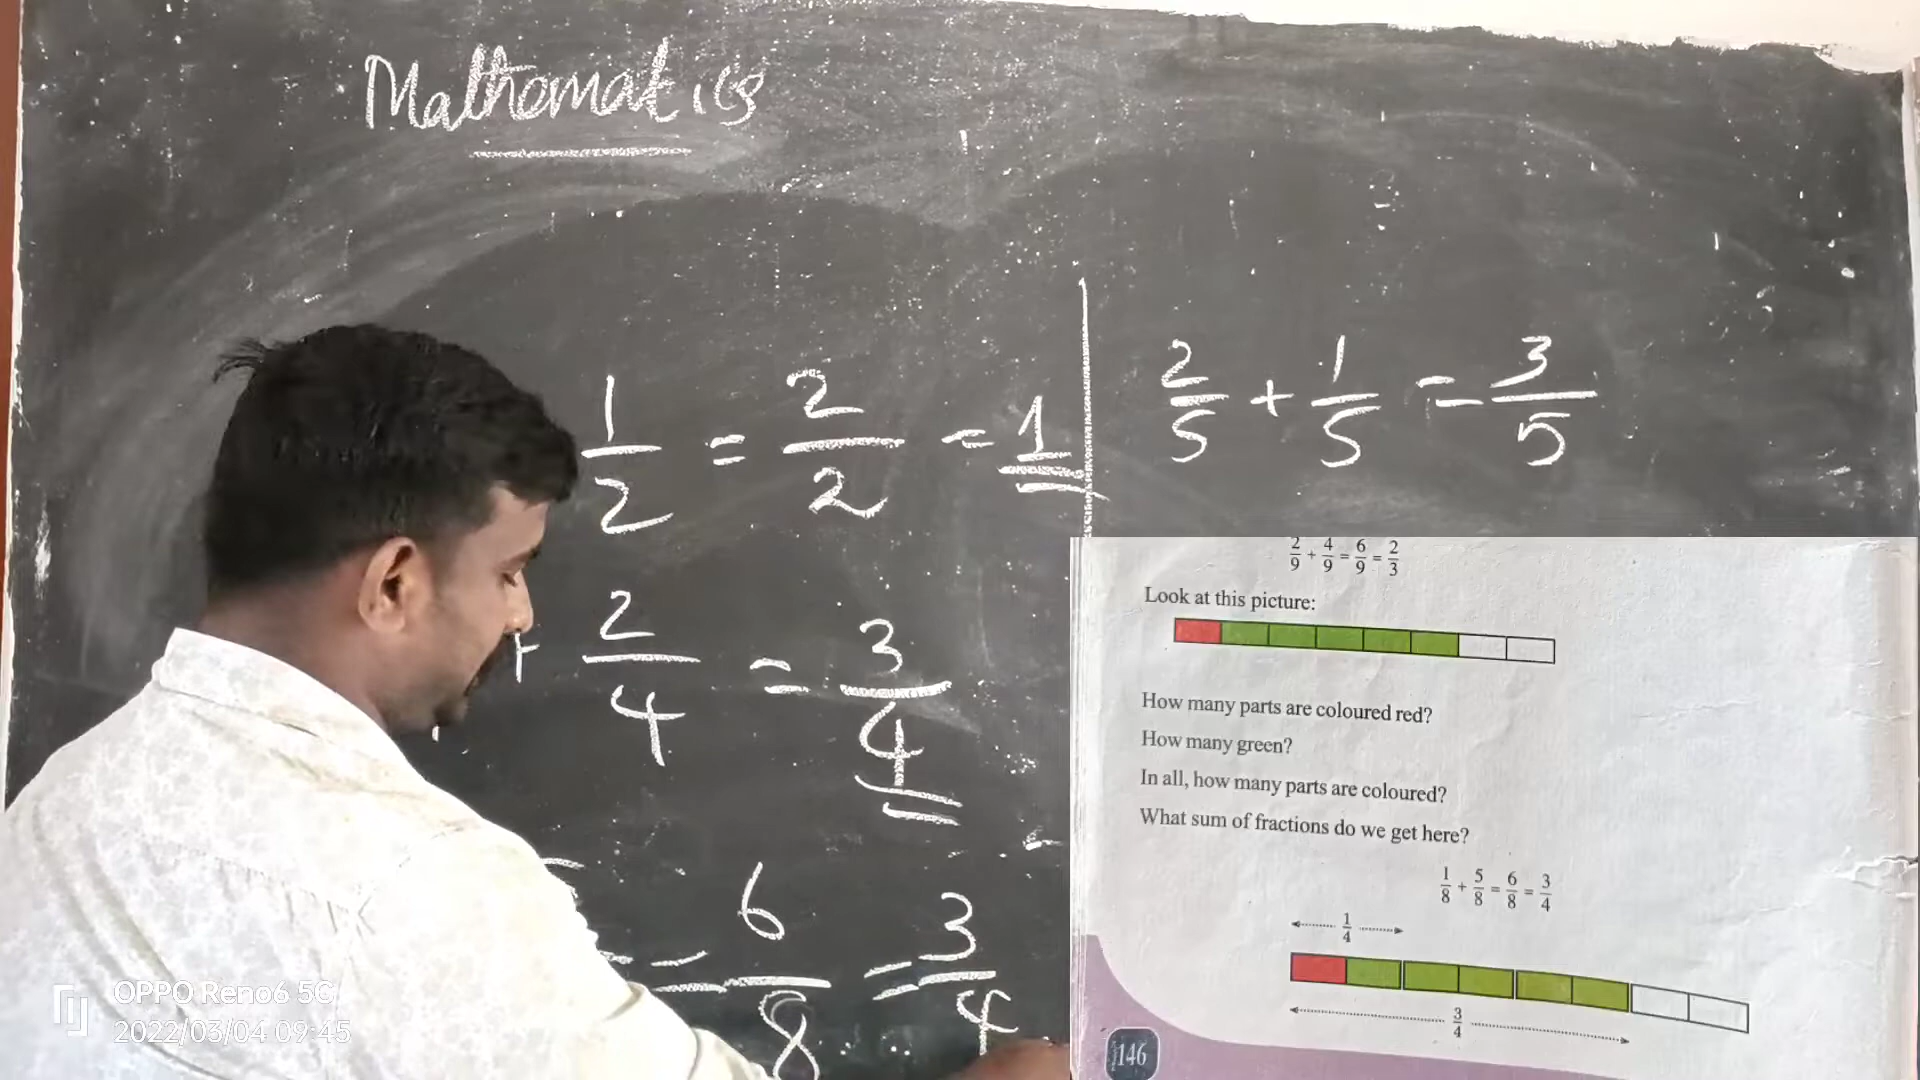 Mathematics
1/2 = 2/2 = 1
2/5 + 1/5 = 3/5
+ 2/4 = 3/4
= 6/8 = 3/4
2/9 + 4/9 = 6/9 = 2/3
Look at this picture:
How many parts are coloured red?
How many green?
In all, how many parts are coloured?
What sum of fractions do we get here?
1/8 + 5/8 = 6/8 = 3/4
1/4
3/4
146
OPPO Reno6 5G
2022/03/04 09:45